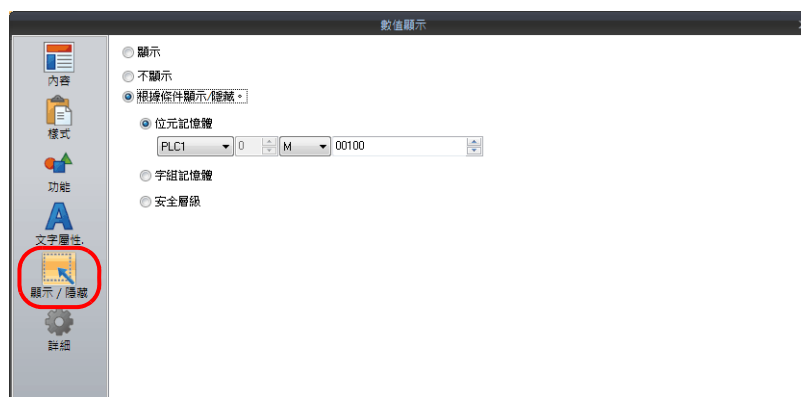 數值顯示
內容
樣式
功能
文字屬性.
顯示 / 隱藏
詳細
顯示
不顯示
根據條件顯示/隱藏。
位元記憶體
PLC1 0 M 00100
字組記憶體
安全層級